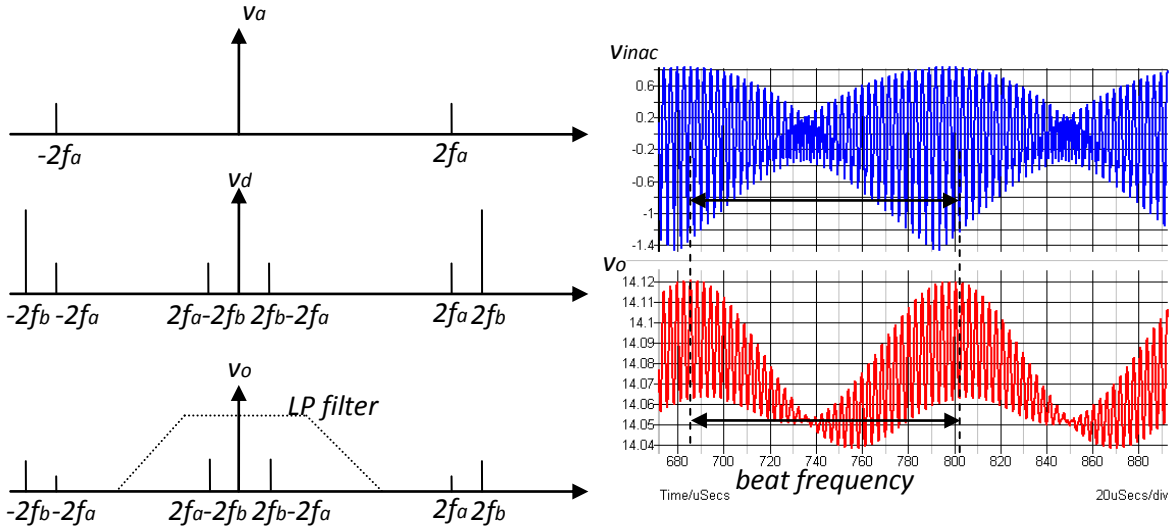 va
-2fa 2fa
vd
-2fb -2fa 2fa-2fb 2fb-2fa 2fa 2fb
vo
LP filter
-2fb -2fa 2fa-2fb 2fb-2fa 2fa 2fb
vinac
0.6
0.2
-0.2
-0.6
-1
-1.4
vo
14.12
14.11
14.1
14.09
14.08
14.07
14.06
14.05
14.04
680 700 720 740 760 780 800 820 840 860 880
beat frequency
Time/uSecs 20uSecs/div